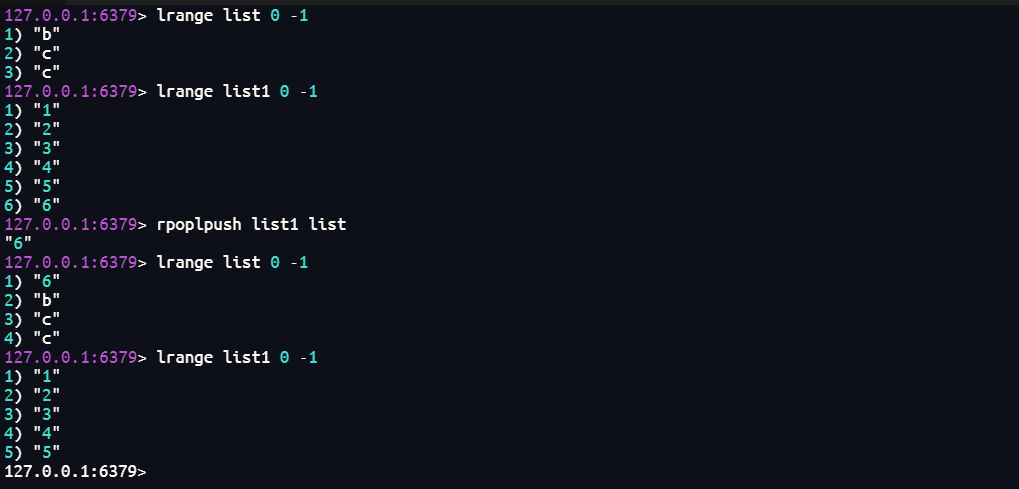 127.0.0.1:6379> lrange list 0 -1
1) "b"
2) "c"
3) "c"
127.0.0.1:6379> lrange list1 0 -1
1) "1"
2) "2"
3) "3"
4) "4"
5) "5"
6) "6"
127.0.0.1:6379> rpoplpush list1 list
"6"
127.0.0.1:6379> lrange list 0 -1
1) "6"
2) "b"
3) "c"
4) "c"
127.0.0.1:6379> lrange list1 0 -1
1) "1"
2) "2"
3) "3"
4) "4"
5) "5"
127.0.0.1:6379>